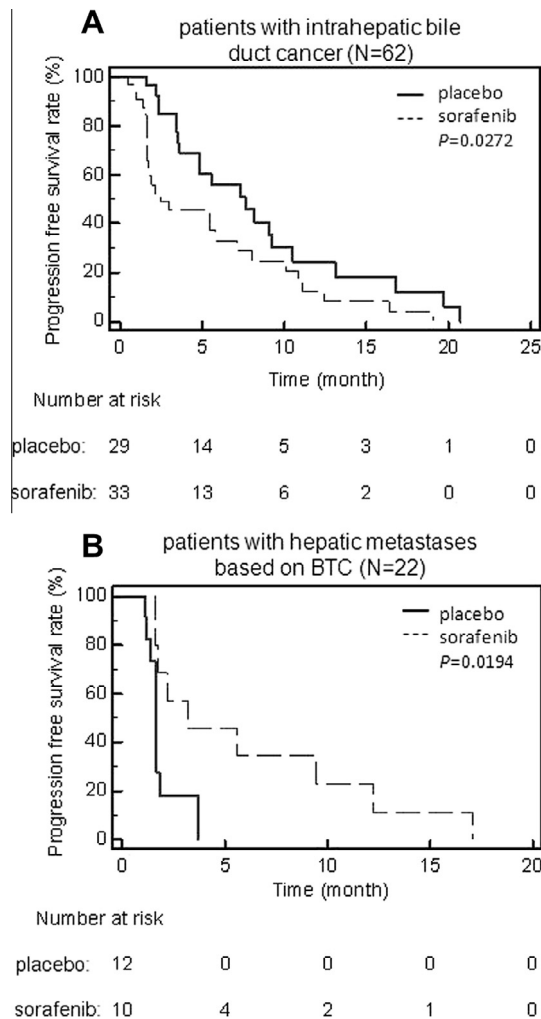 A
patients with intrahepatic bile
duct cancer (N=62)
Progression free survival rate (%)
100
80
60
40
20
0
placebo
sorafenib
P=0.0272
0 5 10 15 20 25
Time (month)
Number at risk
placebo: 29 14 5 3 1 0
sorafenib: 33 13 6 2 0 0
B
patients with hepatic metastases
based on BTC (N=22)
Progression free survival rate (%)
100
80
60
40
20
0
placebo
sorafenib
P=0.0194
0 5 10 15 20
Time (month)
Number at risk
placebo: 12 0 0 0 0
sorafenib: 10 4 2 1 0